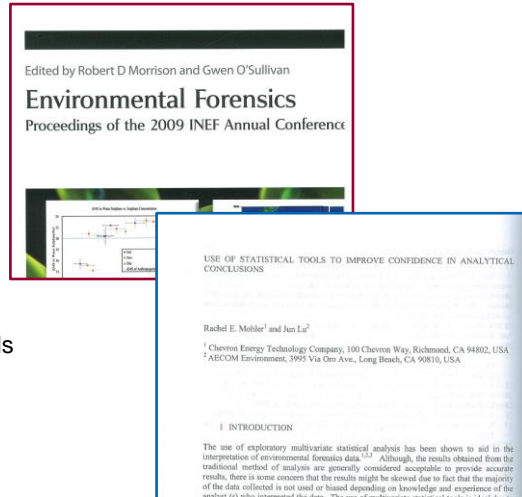 Edited by Robert D Morrison and Gwen O'Sullivan
Environmental Forensics
Proceedings of the 2009 INEF Annual Conference
USE OF STATISTICAL TOOLS TO IMPROVE CONFIDENCE IN ANALYTICAL
CONCLUSIONS
Rachel E. Mohler1 and Jun Lu2
1 Chevron Energy Technology Company, 100 Chevron Way, Richmond, CA 94802, USA
2 AECOM Environment, 3995 Via Oro Ave., Long Beach, CA 90810, USA
1 INTRODUCTION
The use of exploratory multivariate statistical analysis has been shown to aid in the
interpretation of environmental forensics data.1,2,3 Although, the results obtained from the
traditional method of analysis are generally considered acceptable to provide accurate
results, there is some concern that the results might be skewed due to fact that the majority
of the data collected is not used or biased depending on knowledge and experience of the